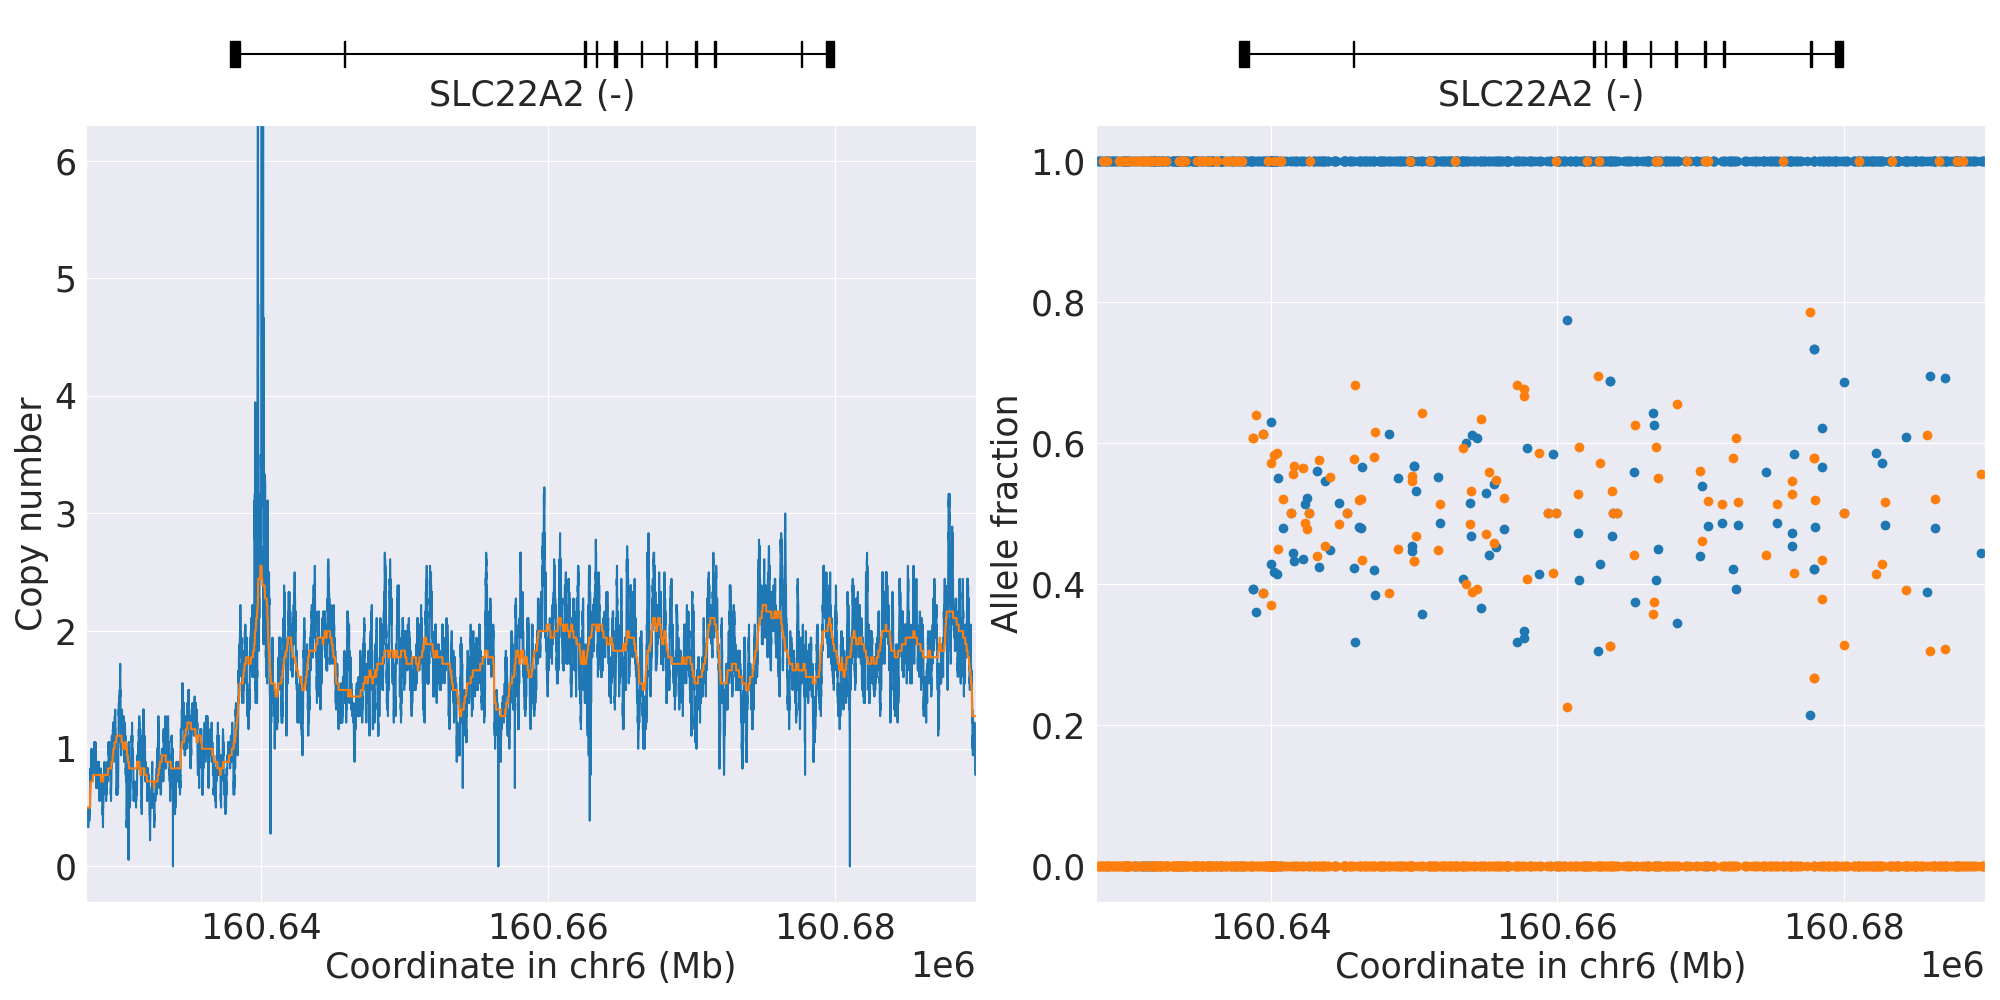 SLC22A2 (-)
Copy number
6
5
4
3
2
1
0
160.64
160.66
160.68
Coordinate in chr6 (Mb)
1e6
SLC22A2 (-)
Allele fraction
1.0
0.8
0.6
0.4
0.2
0.0
160.64
160.66
160.68
Coordinate in chr6 (Mb)
1e6